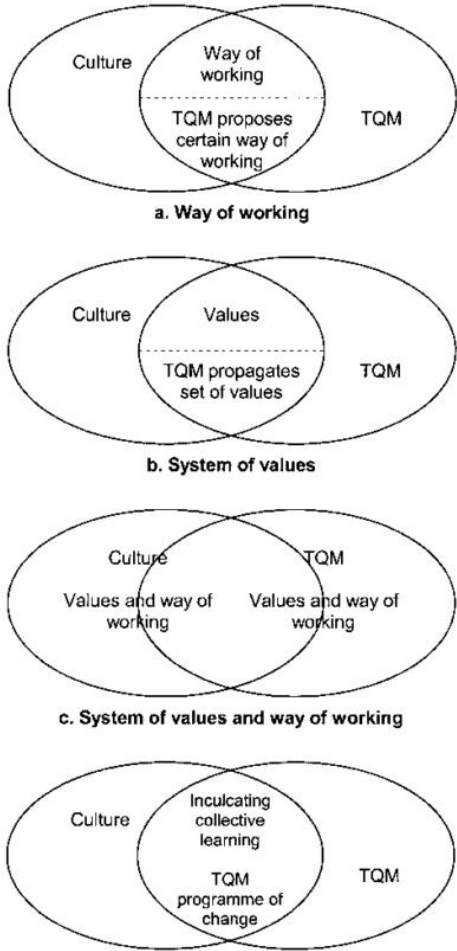 Culture
Way of
working
TQM proposes
certain way of
working
TQM
a. Way of working
Culture
Values
TQM propagates
set of values
TQM
b. System of values
Culture
TQM
Values and way of
working
Values and way of
working
c. System of values and way of working
Culture
Inculcating
collective
learning
TQM
programme of
change
TQM